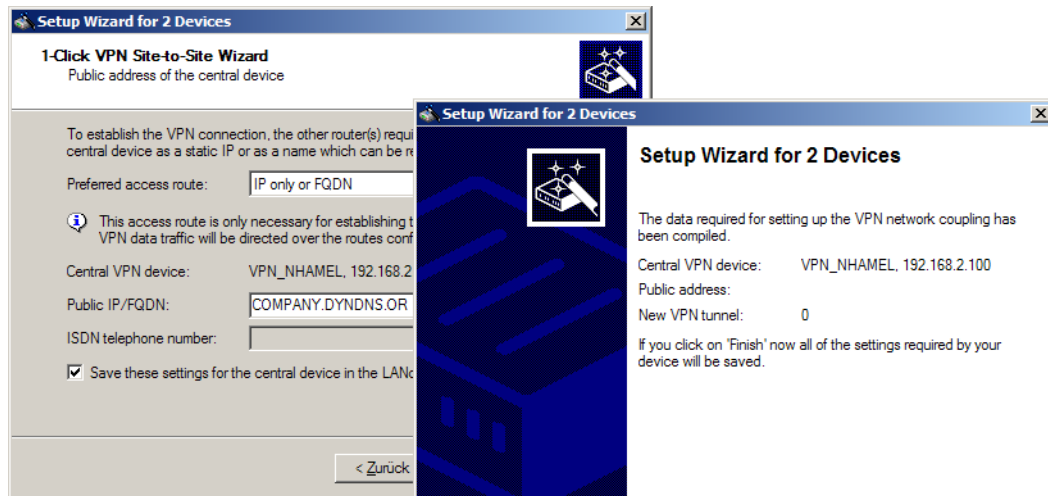 Setup Wizard for 2 Devices
1-Click VPN Site-to-Site Wizard
Public address of the central device
To establish the VPN connection, the other router(s) requi
central device as a static IP or as a name which can be re
Preferred access route: IP only or FQDN
This access route is only necessary for establishing t
VPN data traffic will be directed over the routes conf
Central VPN device: VPN_NHAMEL, 192.168.2
Public IP/FQDN: COMPANY.DYNDNS.OR
ISDN telephone number:
Save these settings for the central device in the LANc
< Zurück
Setup Wizard for 2 Devices
Setup Wizard for 2 Devices
The data required for setting up the VPN network coupling has
been compiled.
Central VPN device: VPN_NHAMEL, 192.168.2.100
Public address:
New VPN tunnel: 0
If you click on 'Finish' now all of the settings required by your
device will be saved.